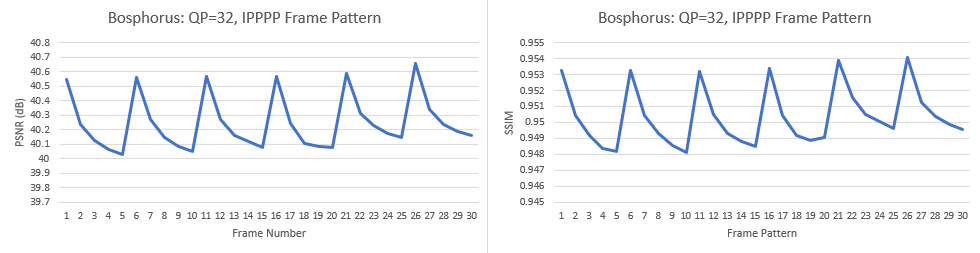 Bosphorus: QP=32, IPPPP Frame Pattern
PSNR (dB)
40.8
40.7
40.6
40.5
40.4
40.3
40.2
40.1
40
39.9
39.8
39.7
1 2 3 4 5 6 7 8 9 10 11 12 13 14 15 16 17 18 19 20 21 22 23 24 25 26 27 28 29 30
Frame Number
Bosphorus: QP=32, IPPPP Frame Pattern
SSIM
0.955
0.954
0.953
0.952
0.951
0.95
0.949
0.948
0.947
0.946
0.945
1 2 3 4 5 6 7 8 9 10 11 12 13 14 15 16 17 18 19 20 21 22 23 24 25 26 27 28 29 30
Frame Pattern